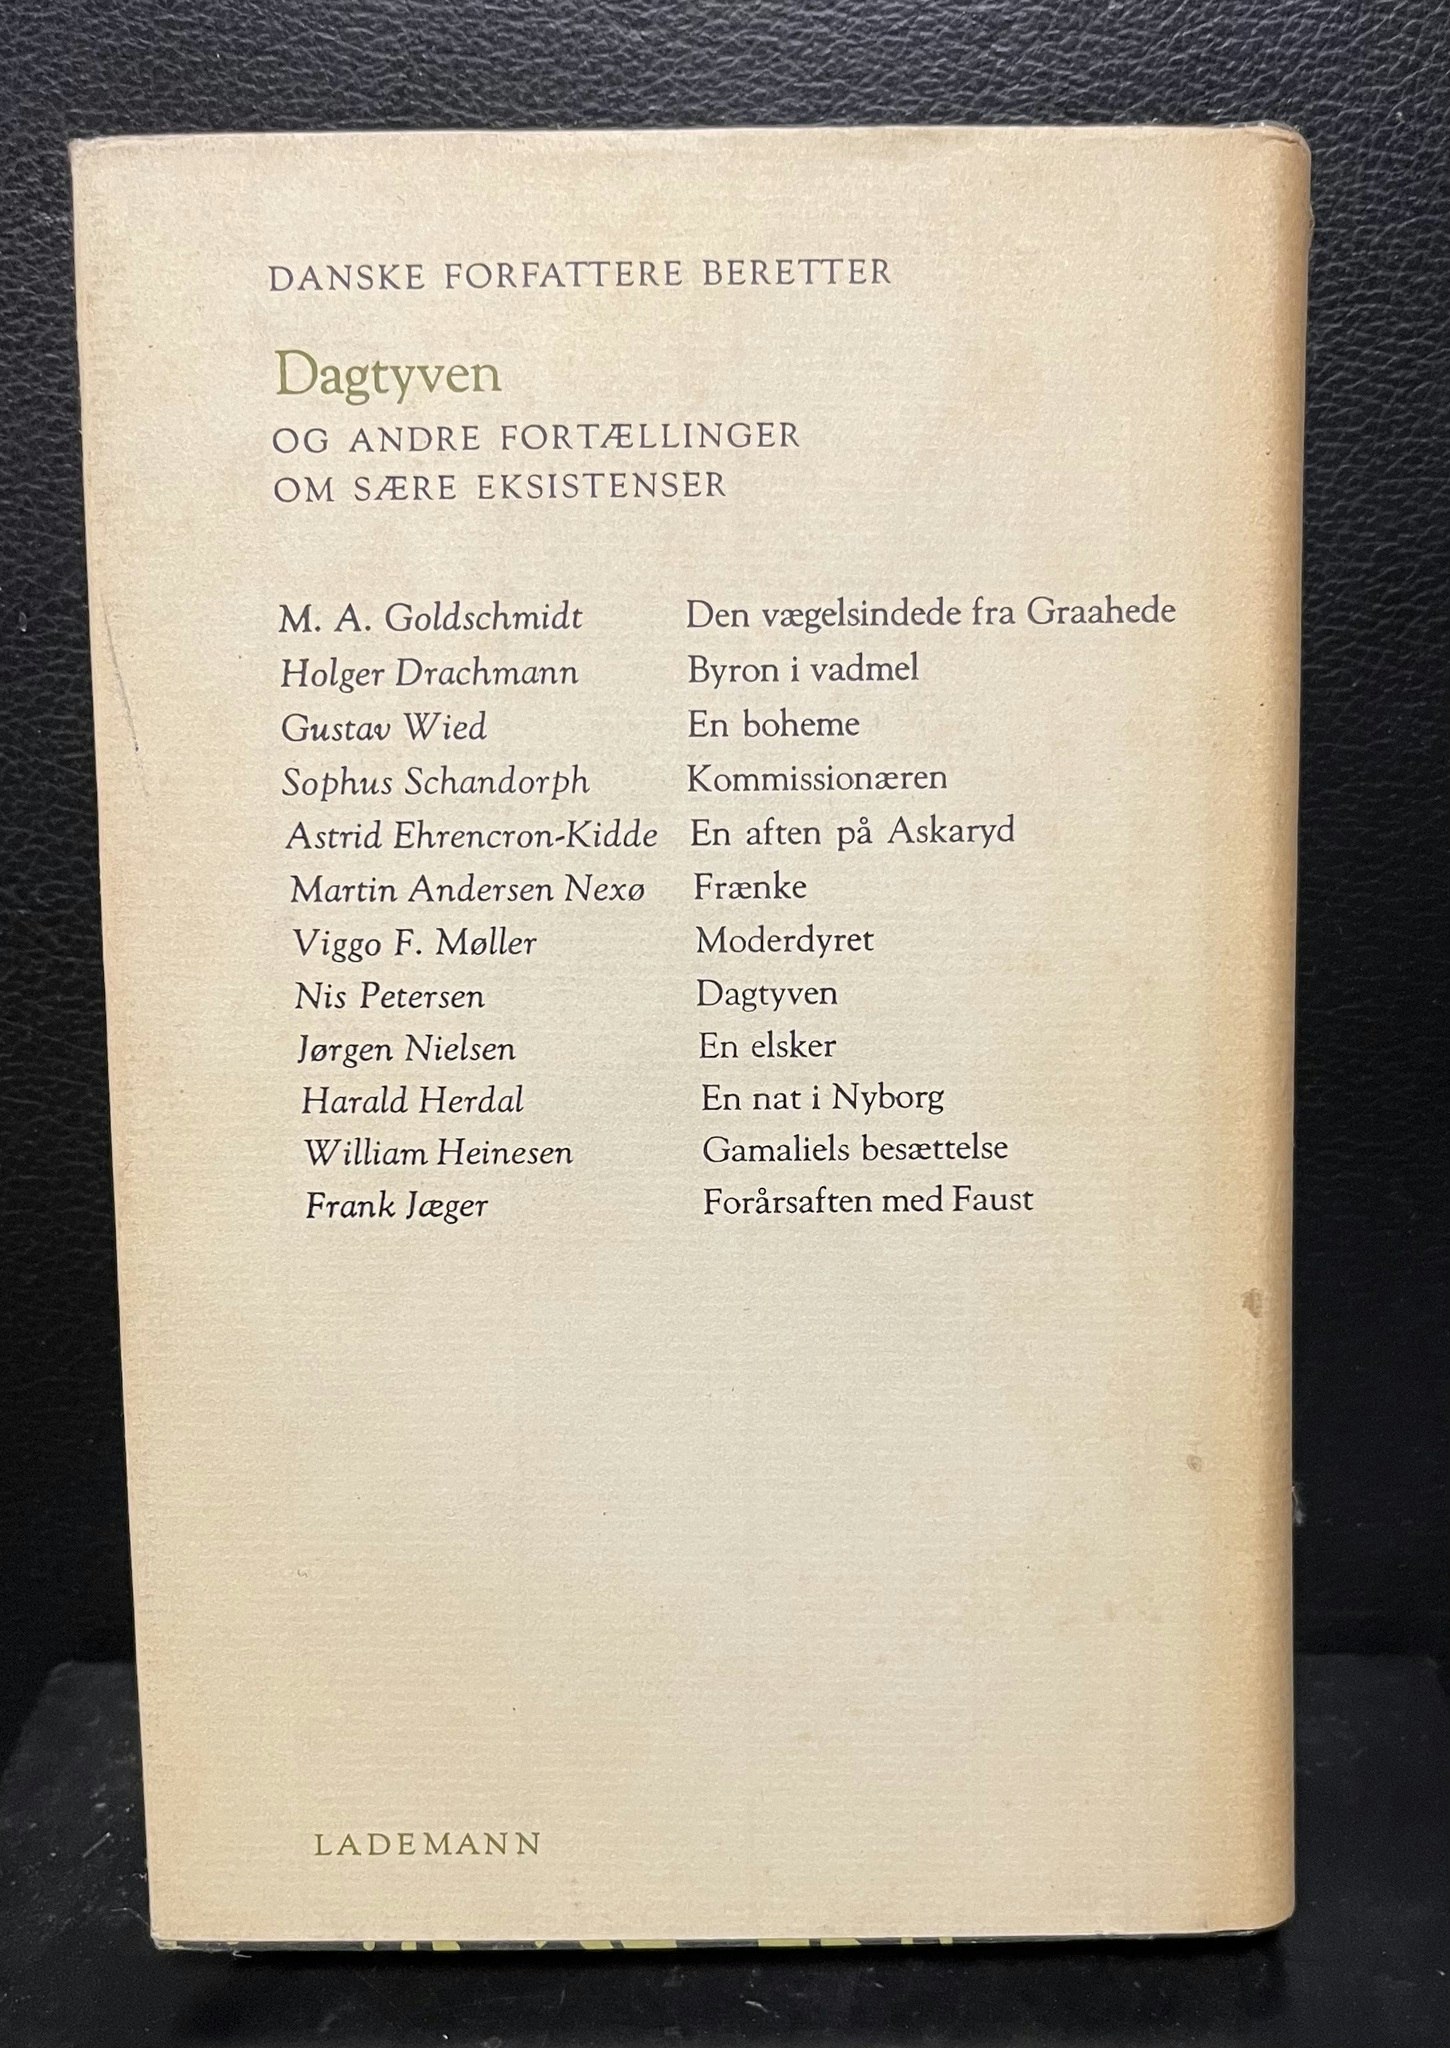 DANSKE FORFATTERE BERETTER
Dagtyven
OG ANDRE FORTÆLLINGER
OM SÆRE EKSISTENSER
M. A. Goldschmidt Den vægelsindede fra Graahede
Holger Drachmann Byron i vadmel
Gustav Wied En boheme
Sophus Schandorph Kommissionæren
Astrid Ehrencron-Kidde En aften på Askaryd
Martin Andersen Nexø Frænke
Viggo F. Møller Moderdyret
Nis Petersen Dagtyven
Jørgen Nielsen En elsker
Harald Herdal En nat i Nyborg
William Heinesen Gamaliels besættelse
Frank Jæger Forårsaften med Faust
LADEMANN